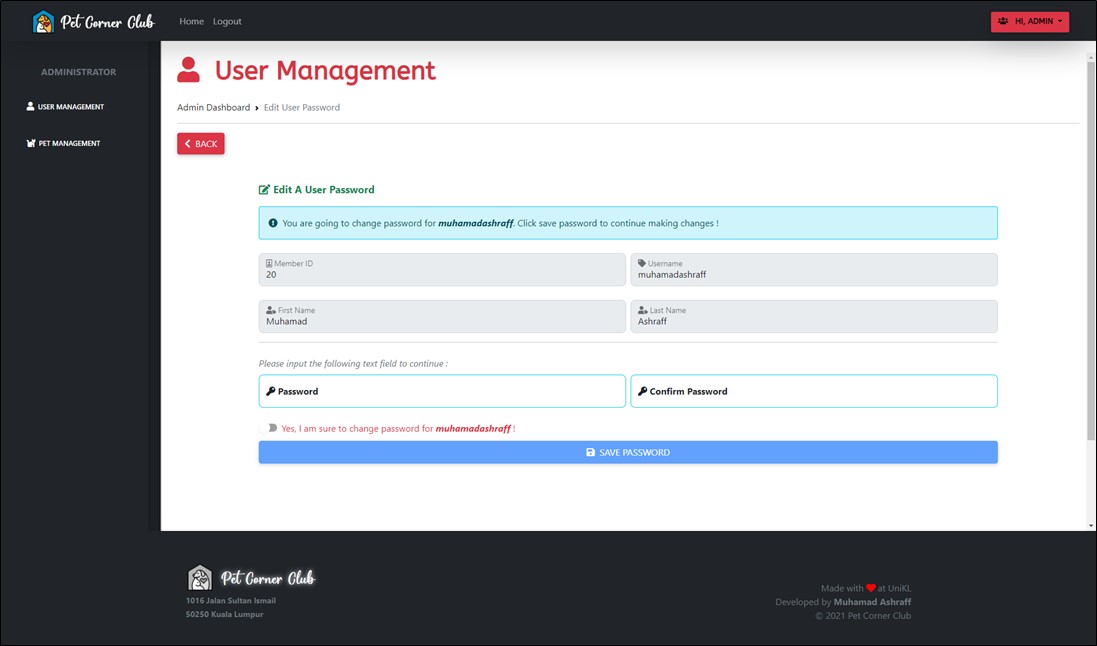 Pet Corner Club
Home Logout
HI, ADMIN
ADMINISTRATOR
USER MANAGEMENT
PET MANAGEMENT
User Management
Admin Dashboard › Edit User Password
BACK
Edit A User Password
You are going to change password for muhamadashraff. Click save password to continue making changes !
Member ID
20
Username
muhamadashraff
First Name
Muhamad
Last Name
Ashraff
Please input the following text field to continue :
Password
Confirm Password
Yes, I am sure to change password for muhamadashraff !
SAVE PASSWORD
Pet Corner Club
1016 Jalan Sultan Ismail
50250 Kuala Lumpur
Made with ❤ at UniKL
Developed by Muhamad Ashraff
© 2021 Pet Corner Club